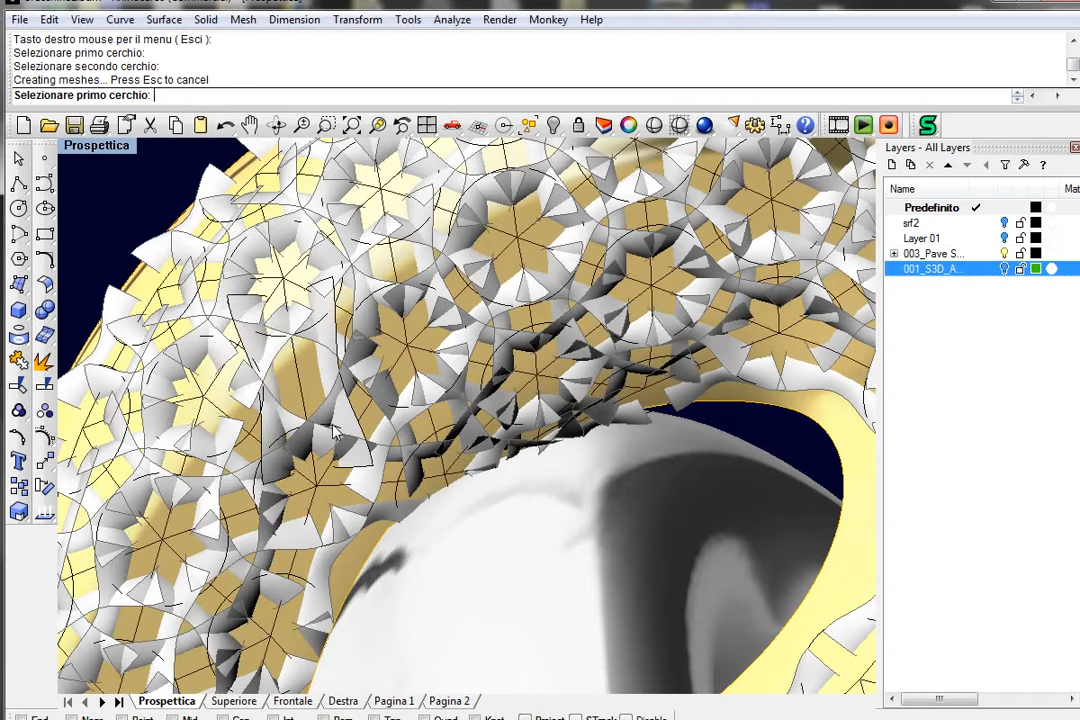 File Edit View Curve Surface Solid Mesh Dimension Transform Tools Analyze Render Monkey Help
Tasto destro mouse per il menu ( Esci ):
Selezionare primo cerchio:
Selezionare secondo cerchio:
Creating meshes... Press Esc to cancel
Selezionare primo cerchio:
Prospettica
Layers - All Layers
Name Mat
Predefinito
srf2
Layer 01
003_Pave S...
001_S3D_A...
Prospettica Superiore Frontale Destra Pagina 1 Pagina 2